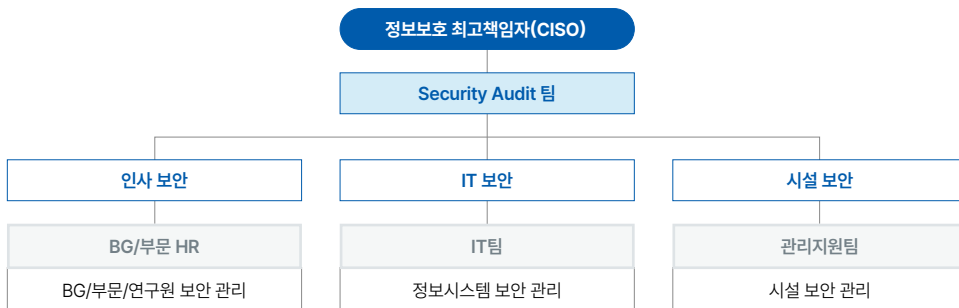 정보보호 최고책임자(CISO)
Security Audit 팀
인사 보안
IT 보안
시설 보안
BG/부문 HR
IT팀
관리지원팀
BG/부문/연구원 보안 관리
정보시스템 보안 관리
시설 보안 관리